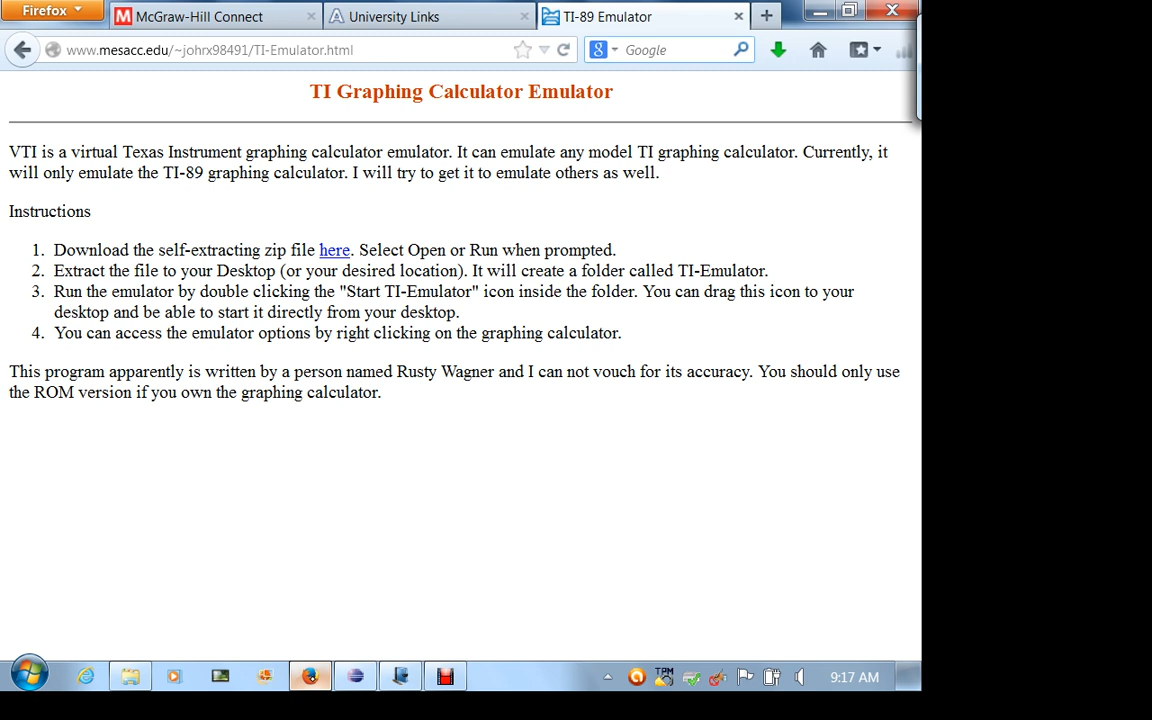 Firefox
McGraw-Hill Connect
University Links
TI-89 Emulator
www.mesacc.edu/~johrx98491/TI-Emulator.html
Google
TI Graphing Calculator Emulator
VTI is a virtual Texas Instrument graphing calculator emulator. It can emulate any model TI graphing calculator. Currently, it
will only emulate the TI-89 graphing calculator. I will try to get it to emulate others as well.
Instructions
1. Download the self-extracting zip file here. Select Open or Run when prompted.
2. Extract the file to your Desktop (or your desired location). It will create a folder called TI-Emulator.
3. Run the emulator by double clicking the "Start TI-Emulator" icon inside the folder. You can drag this icon to your
desktop and be able to start it directly from your desktop.
4. You can access the emulator options by right clicking on the graphing calculator.
This program apparently is written by a person named Rusty Wagner and I can not vouch for its accuracy. You should only use
the ROM version if you own the graphing calculator.
TPM
9:17 AM